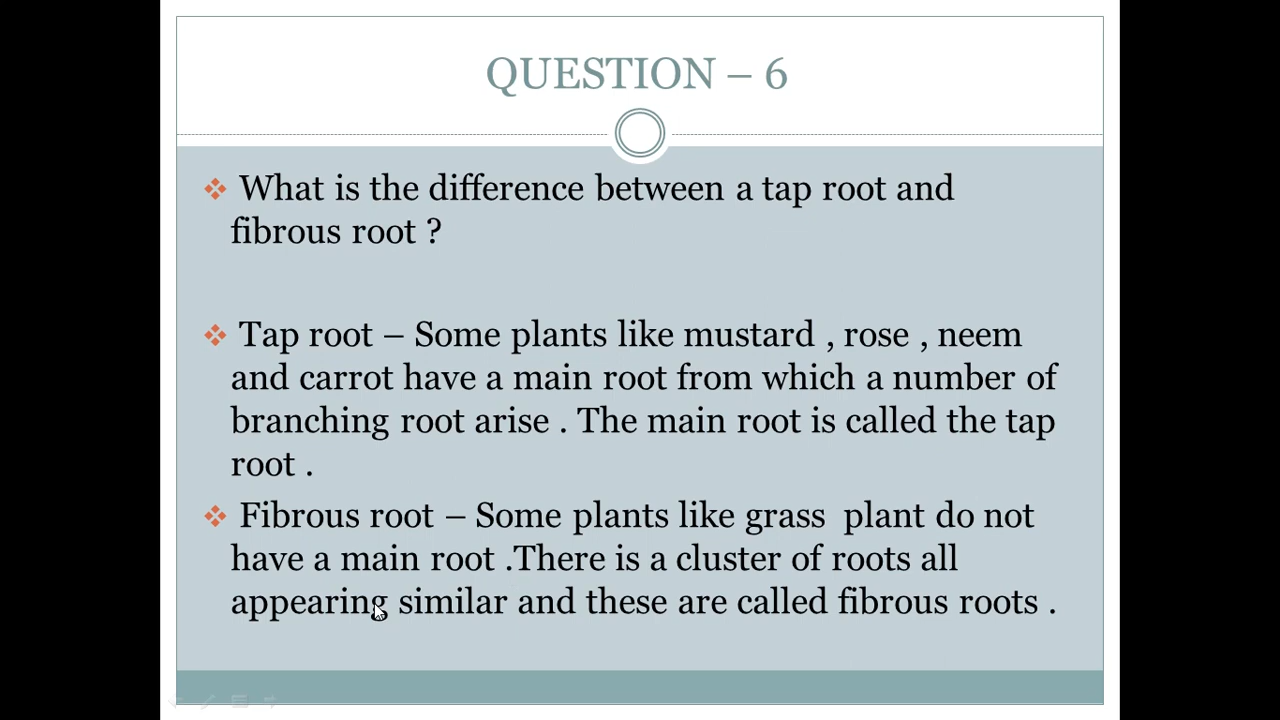 QUESTION – 6
❖ What is the difference between a tap root and
fibrous root ?
❖ Tap root – Some plants like mustard , rose , neem
and carrot have a main root from which a number of
branching root arise . The main root is called the tap
root .
❖ Fibrous root – Some plants like grass  plant do not
have a main root .There is a cluster of roots all
appearing similar and these are called fibrous roots .